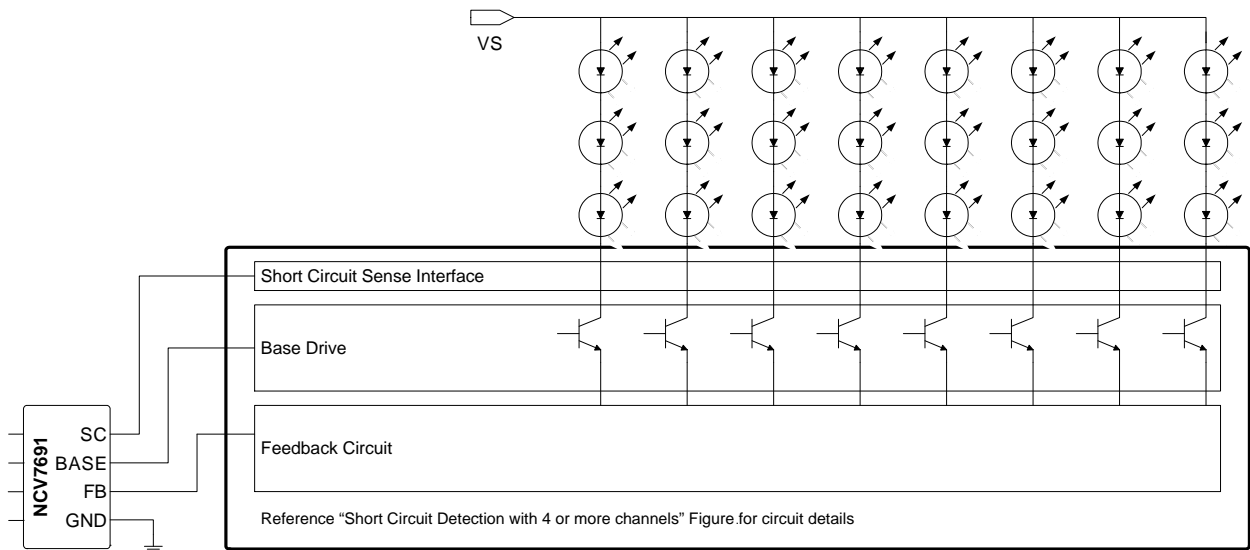 VS
Short Circuit Sense Interface
Base Drive
Feedback Circuit
NCV7691
SC
BASE
FB
GND
Reference “Short Circuit Detection with 4 or more channels” Figure.for circuit details